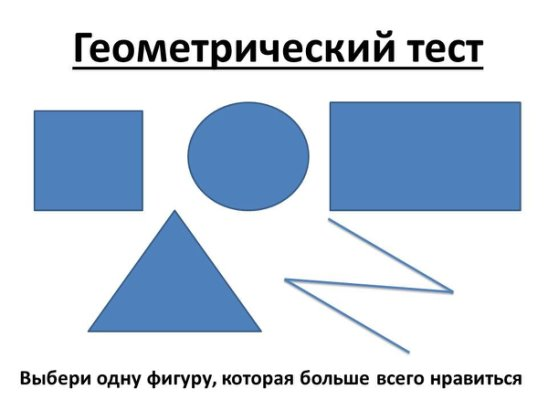 Геометрический тест
Выбери одну фигуру, которая больше всего нравиться